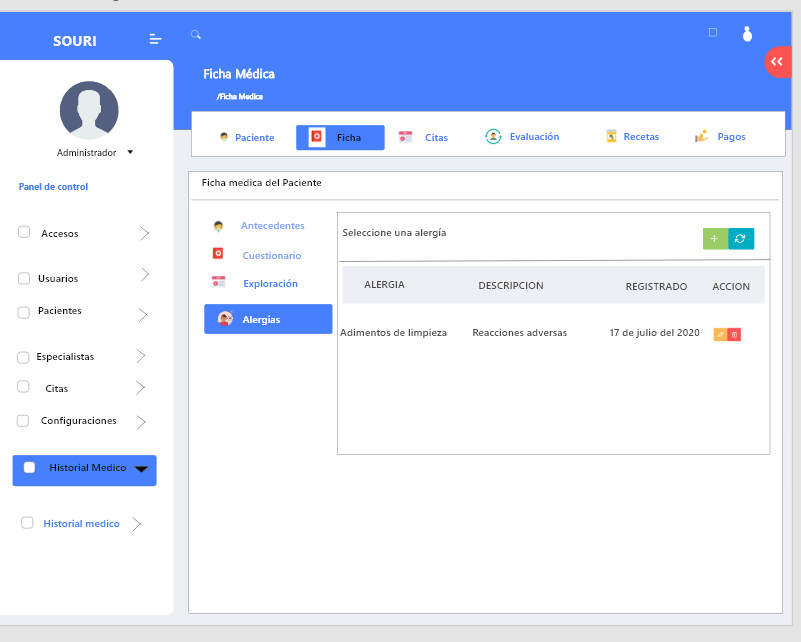 SOURI
Ficha Médica
/Ficha Medica
Administrador
Panel de control
Accesos
Usuarios
Pacientes
Especialistas
Citas
Configuraciones
Historial Medico
Historial medico
Paciente
Ficha
Citas
Evaluación
Recetas
Pagos
Ficha medica del Paciente
Antecedentes
Cuestionario
Exploración
Alergias
Seleccione una alergía
ALERGIA DESCRIPCION REGISTRADO ACCION
Adimentos de limpieza Reacciones adversas 17 de julio del 2020